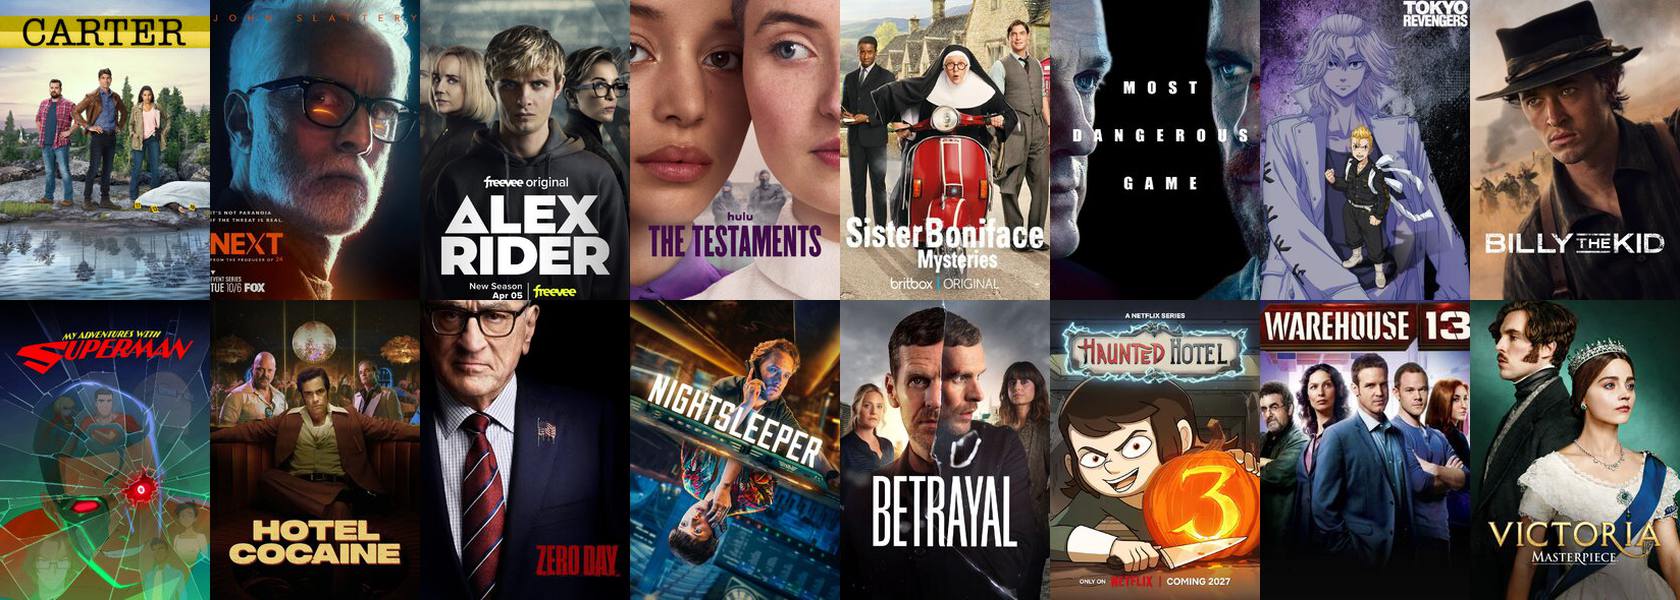 CARTER
JOHN SLATTERY
IT'S NOT PARANOIA
IF THE THREAT IS REAL.
NEXT
FROM THE PRODUCER OF 24
EVENT SERIES
TUE 10/6 FOX
freevee original
ALEX
RIDER
New Season
Apr 05
freevee
hulu
THE TESTAMENTS
Sister Boniface
Mysteries
britbox ORIGINAL
MOST
DANGEROUS
GAME
TOKYO
REVENGERS
BILLY THE KID
MY ADVENTURES WITH
SUPERMAN
HOTEL
COCAINE
ZERO DAY
NIGHTSLEEPER
BETRAYAL
A NETFLIX SERIES
HAUNTED HOTEL
3
ONLY ON NETFLIX | COMING 2027
WAREHOUSE 13
VICTORIA
MASTERPIECE